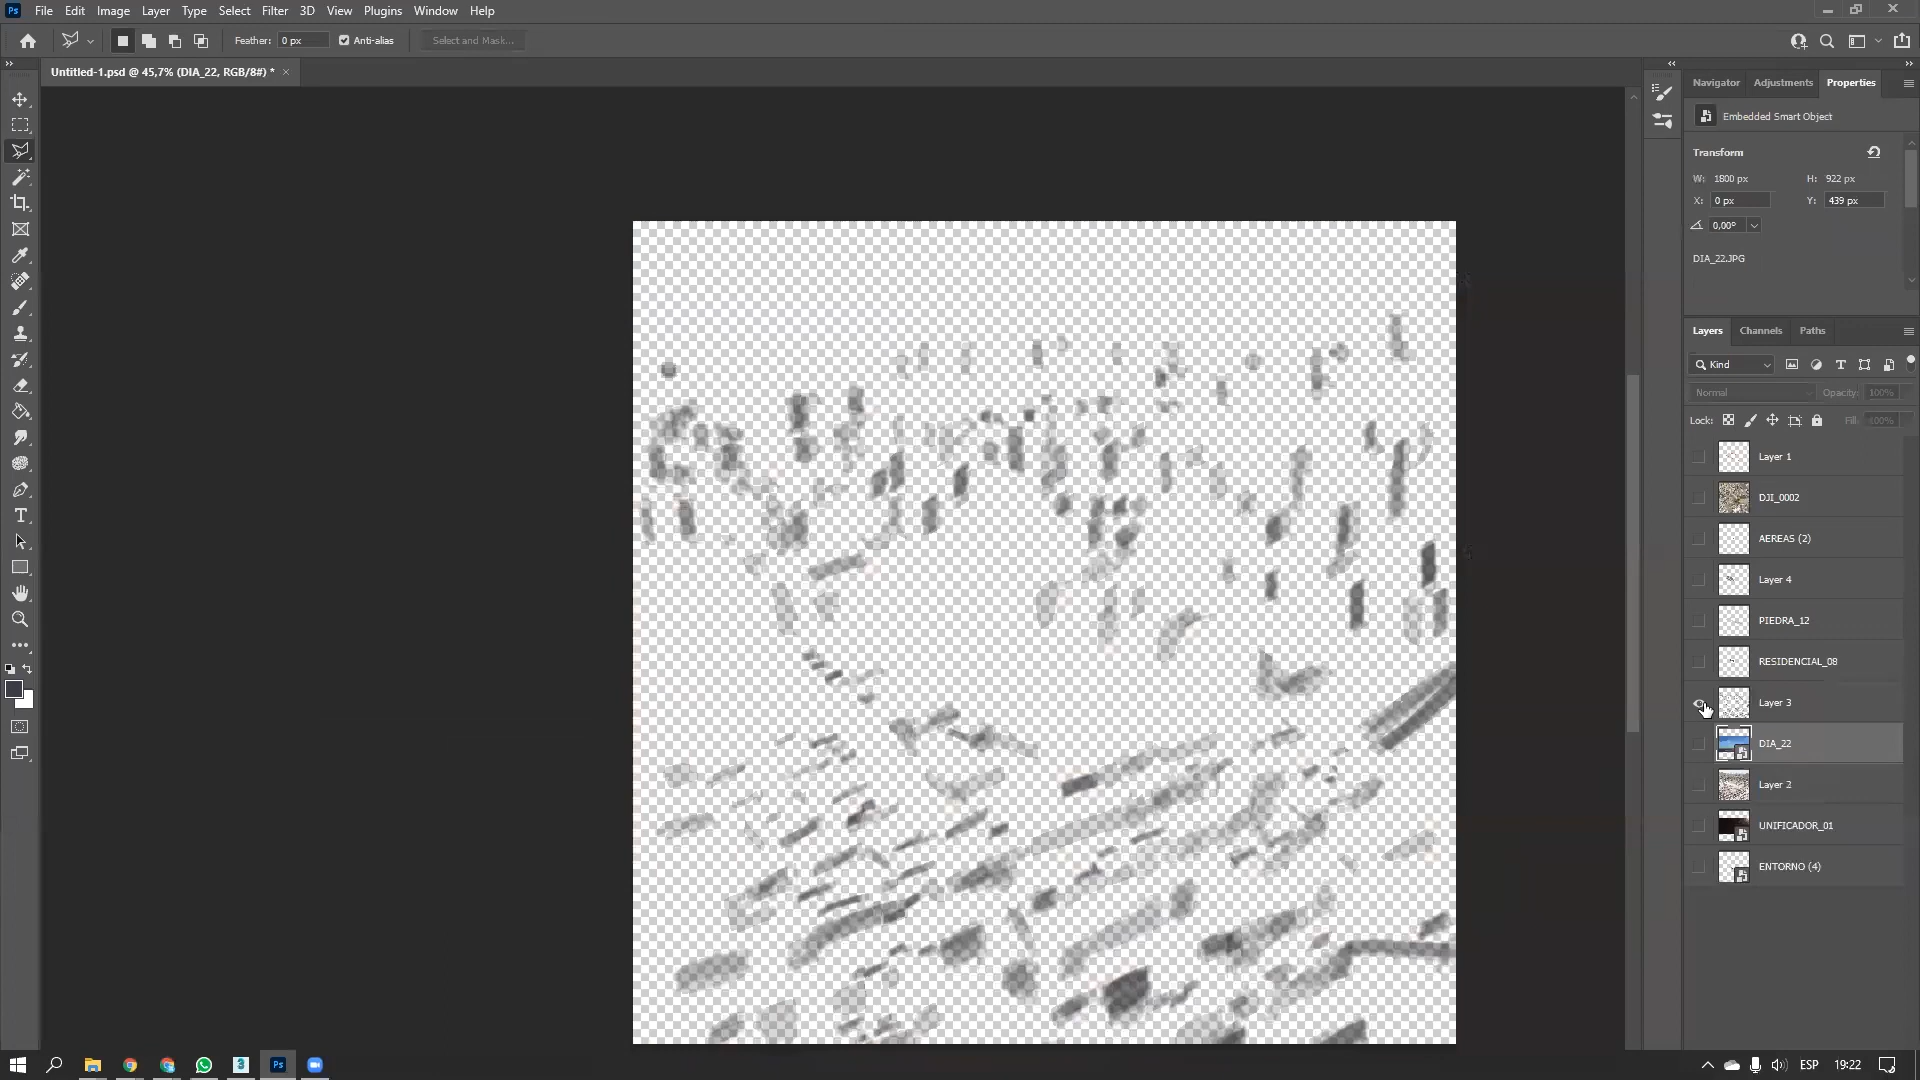 Ps File Edit Image Layer Type Select Filter 3D View Plugins Window Help
Feather: 0 px Anti-alias Select and Mask...
Untitled-1.psd @ 45,7% (DIA_22, RGB/8#) * ×
Navigator Adjustments Properties
Embedded Smart Object
Transform
W: 1800 px H: 922 px
X: 0 px Y: 439 px
0,00°
DIA_22.JPG
Layers Channels Paths
Kind
Normal Opacity: 100%
Lock: Fill: 100%
Layer 1
DJI_0002
AEREAS (2)
Layer 4
PIEDRA_12
RESIDENCIAL_08
Layer 3
DIA_22
Layer 2
UNIFICADOR_01
ENTORNO (4)
3 Ps ESP 19:22